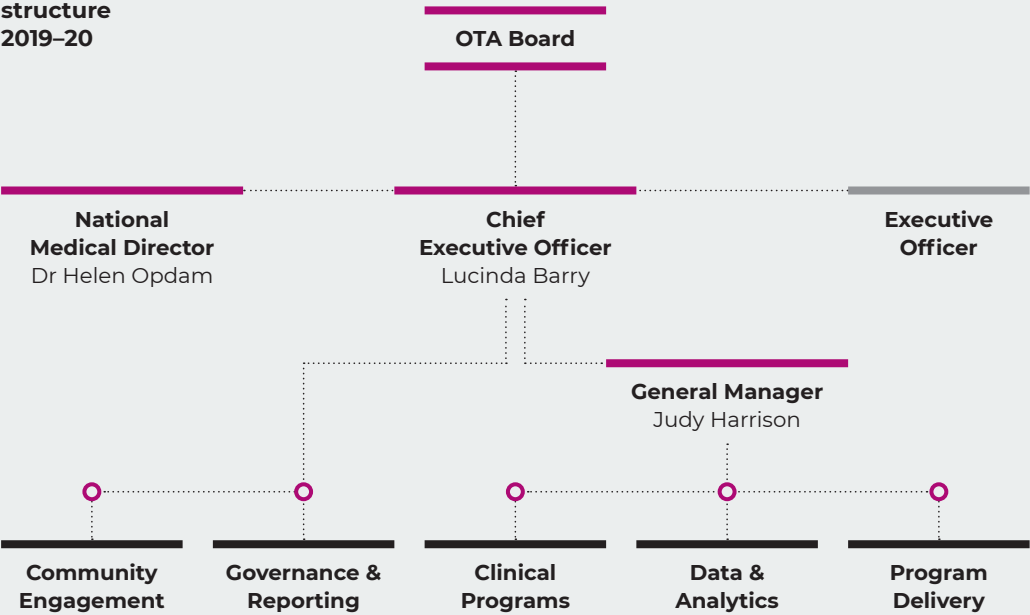 structure
2019–20
OTA Board
National
Medical Director
Dr Helen Opdam
Chief
Executive Officer
Lucinda Barry
Executive
Officer
General Manager
Judy Harrison
Community
Engagement
Governance &
Reporting
Clinical
Programs
Data &
Analytics
Program
Delivery